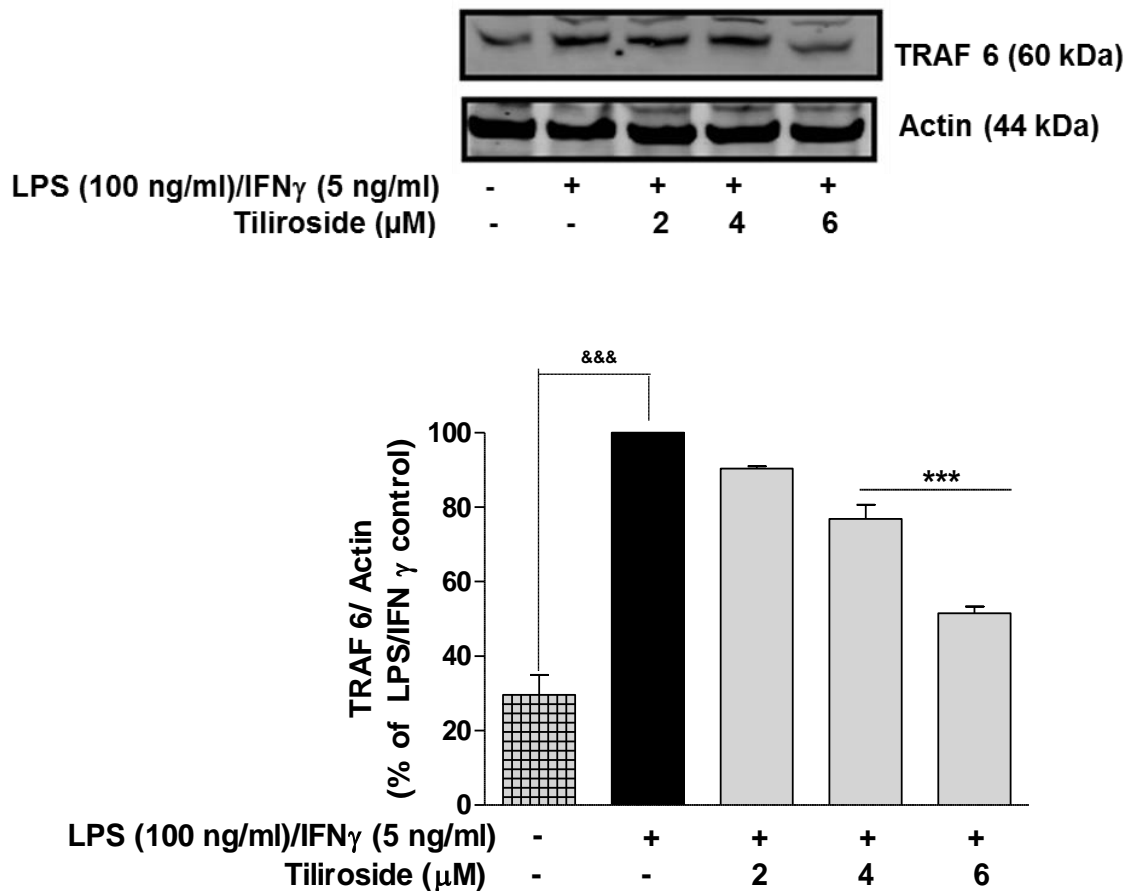 TRAF 6 (60 kDa)
Actin (44 kDa)
LPS (100 ng/ml)/IFNγ (5 ng/ml) - + + + +
Tiliroside (µM) - - 2 4 6
&&&
***
100
80
60
40
20
0
TRAF 6/ Actin
(% of LPS/IFN γ control)
LPS (100 ng/ml)/IFNγ (5 ng/ml) - + + + +
Tiliroside (μM) - - 2 4 6